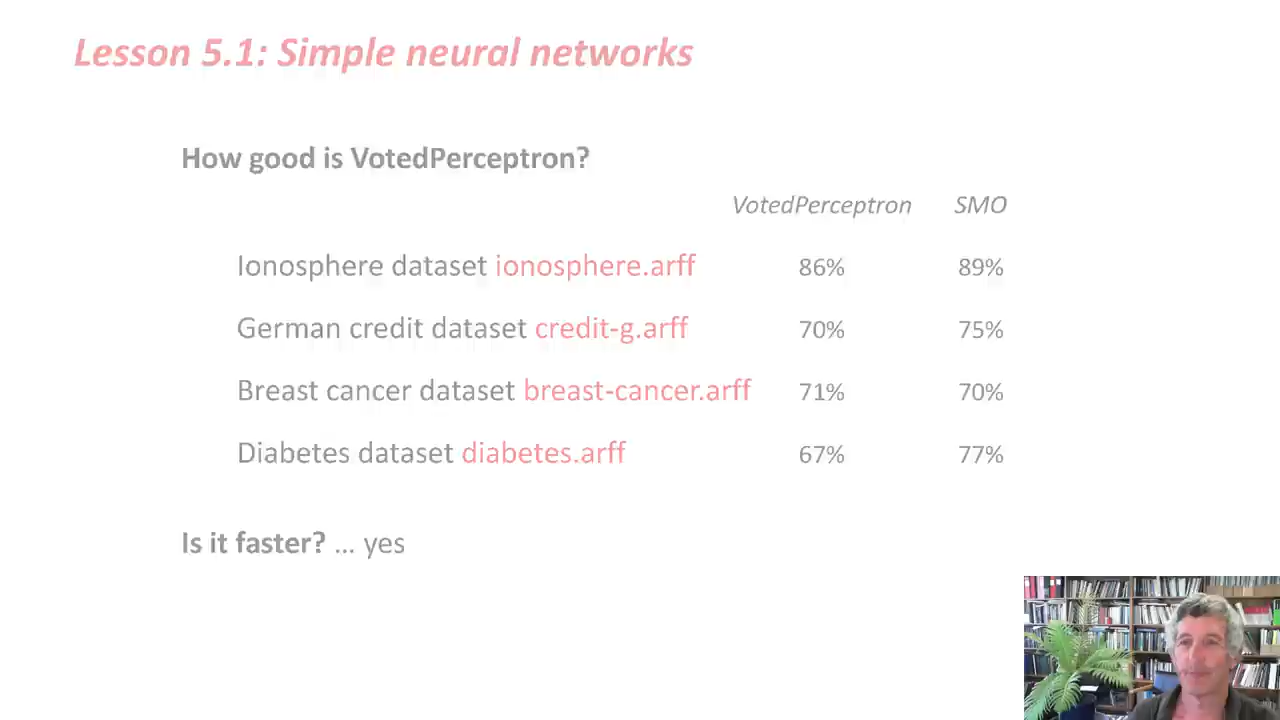 Lesson 5.1: Simple neural networks
How good is VotedPerceptron?
VotedPerceptron SMO
Ionosphere dataset ionosphere.arff 86% 89%
German credit dataset credit-g.arff 70% 75%
Breast cancer dataset breast-cancer.arff 71% 70%
Diabetes dataset diabetes.arff 67% 77%
Is it faster? ... yes